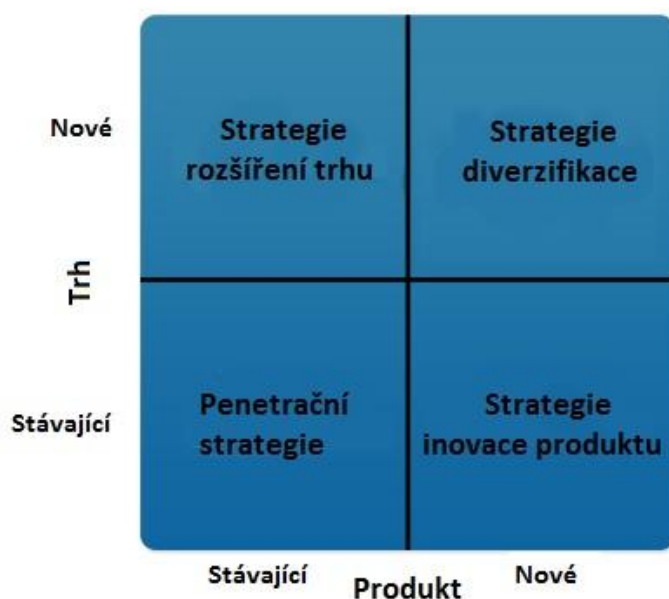 Nové
Strategie
rozšíření trhu
Strategie
diverzifikace
Trh
Stávající
Penetrační
strategie
Strategie
inovace produktu
Stávající
Produkt
Nové